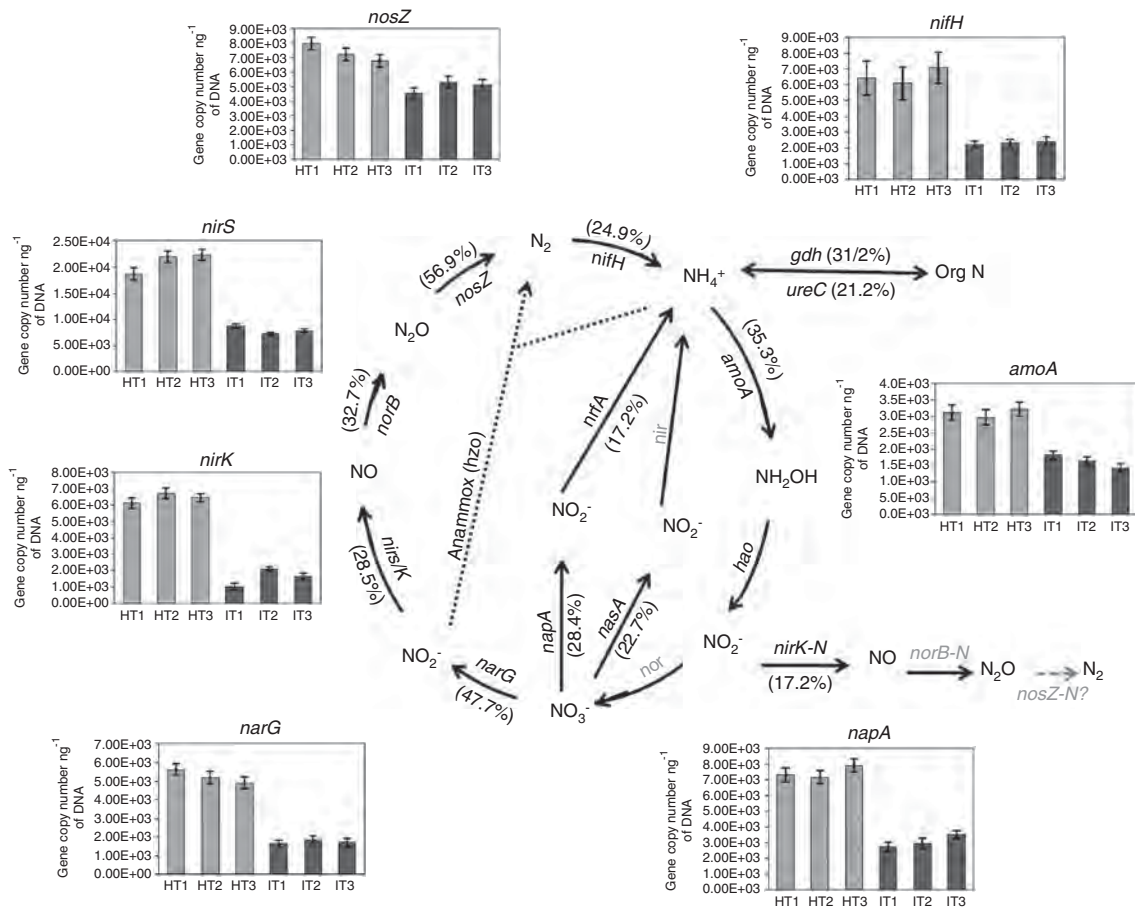 nosZ
Gene copy number ng-1
of DNA
9.00E+03
8.00E+03
7.00E+03
6.00E+03
5.00E+03
4.00E+03
3.00E+03
2.00E+03
1.00E+03
0.00E+03
HT1 HT2 HT3 IT1 IT2 IT3
nifH
Gene copy number ng-1
of DNA
9.00E+03
8.00E+03
7.00E+03
6.00E+03
5.00E+03
4.00E+03
3.00E+03
2.00E+03
1.00E+03
0.00E+03
HT1 HT2 HT3 IT1 IT2 IT3
nirS
Gene copy number ng-1
of DNA
2.50E+04
2.00E+04
1.50E+04
1.00E+04
5.00E+03
0.00E+00
HT1 HT2 HT3 IT1 IT2 IT3
nirK
Gene copy number ng-1
of DNA
8.00E+03
7.00E+03
6.00E+03
5.00E+03
4.00E+03
3.00E+03
2.00E+03
1.00E+03
0.00E+00
HT1 HT2 HT3 IT1 IT2 IT3
N2
(24.9%)
nifH
NH4+
gdh (31/2%)
ureC (21.2%)
Org N
(56.9%)
nosZ
N2O
(32.7%)
norB
NO
nirs/K
(28.5%)
NO2-
Anammox (hzo)
nrfA
(17.2%)
nir
NO2-
NO2-
(35.3%)
amoA
NH2OH
hao
NO2-
napA
(28.4%)
nasA
(22.7%)
narG
(47.7%)
NO3-
nor
nirK-N
(17.2%)
NO
norB-N
N2O
N2
nosZ-N?
amoA
Gene copy number ng-1
of DNA
4.0E+03
3.5E+03
3.0E+03
2.5E+03
2.0E+03
1.5E+03
1.0E+03
5.0E+03
0.0E+03
HT1 HT2 HT3 IT1 IT2 IT3
narG
Gene copy number ng-1
of DNA
7.00E+03
6.00E+03
5.00E+03
4.00E+03
3.00E+03
2.00E+03
1.00E+03
0.00E+00
HT1 HT2 HT3 IT1 IT2 IT3
napA
Gene copy number ng-1
of DNA
9.00E+03
8.00E+03
7.00E+03
6.00E+03
5.00E+03
4.00E+03
3.00E+03
2.00E+03
1.00E+03
0.00E+03
HT1 HT2 HT3 IT1 IT2 IT3